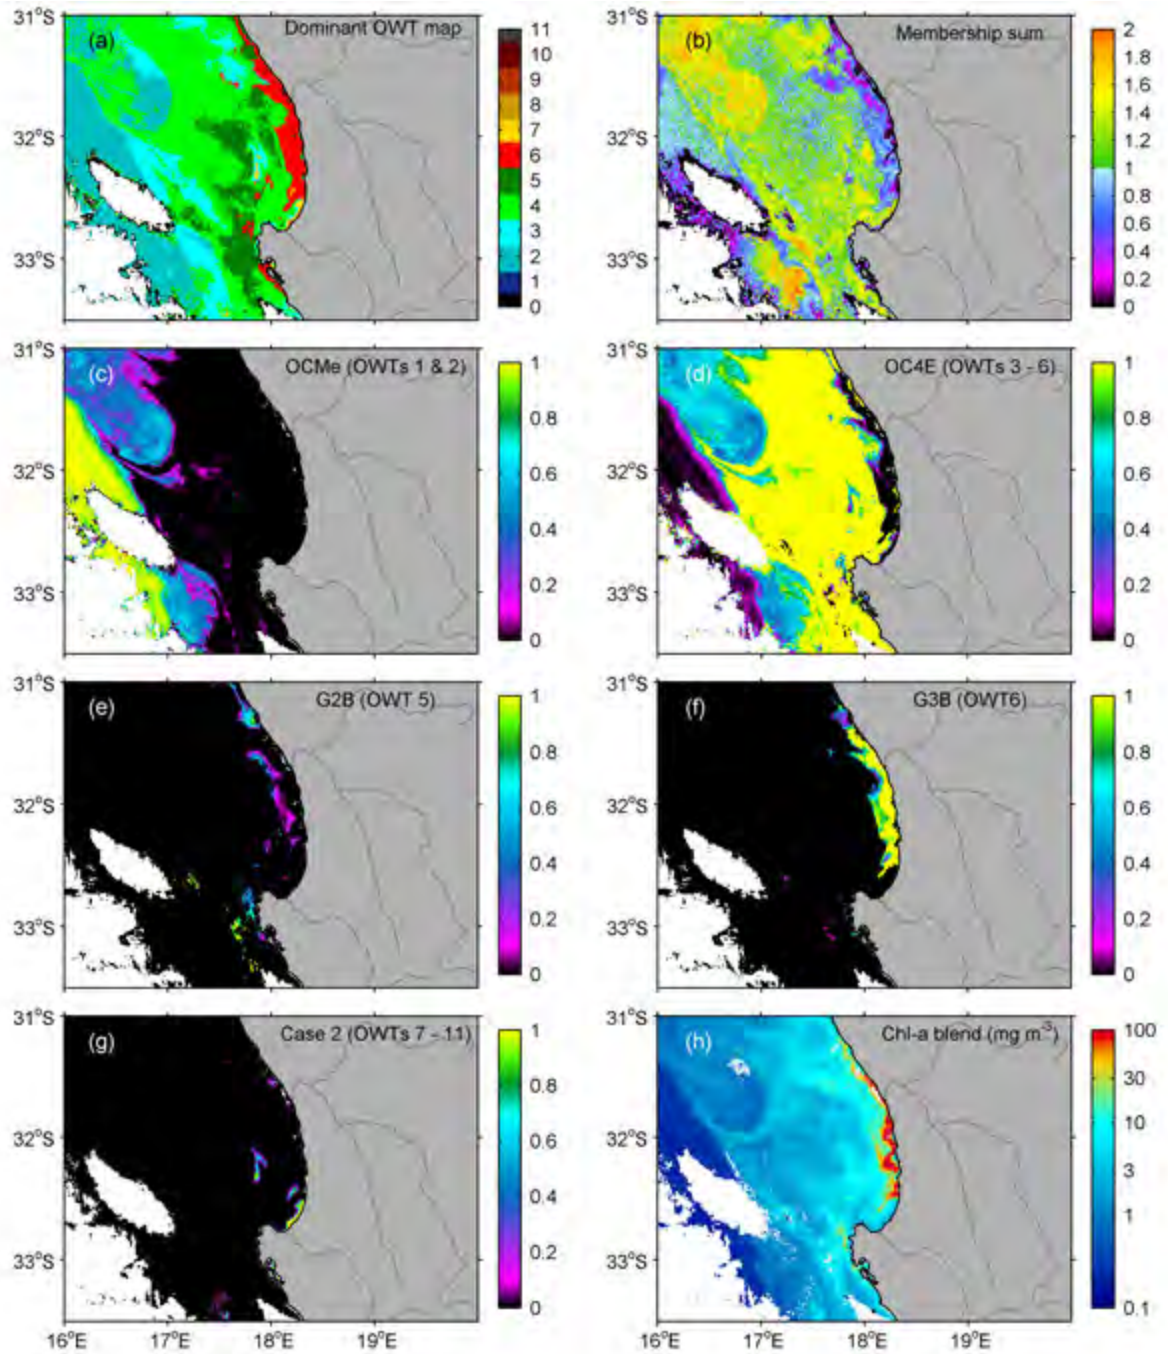 31°S
(a)
Dominant OWT map
32°S
33°S
11
10
9
8
7
6
5
4
3
2
1
0
31°S
(b)
Membership sum
32°S
33°S
2
1.8
1.6
1.4
1.2
1
0.8
0.6
0.4
0.2
0
31°S
(c)
OCMe (OWTs 1 & 2)
32°S
33°S
1
0.8
0.6
0.4
0.2
0
31°S
(d)
OC4E (OWTs 3 - 6)
32°S
33°S
1
0.8
0.6
0.4
0.2
0
31°S
(e)
G2B (OWT 5)
32°S
33°S
1
0.8
0.6
0.4
0.2
0
31°S
(f)
G3B (OWT6)
32°S
33°S
1
0.8
0.6
0.4
0.2
0
31°S
(g)
Case 2 (OWTs 7 - 11)
32°S
33°S
16°E 17°E 18°E 19°E
1
0.8
0.6
0.4
0.2
0
31°S
(h)
Chl-a blend (mg m⁻³)
32°S
33°S
16°E 17°E 18°E 19°E
100
30
10
3
1
0.1